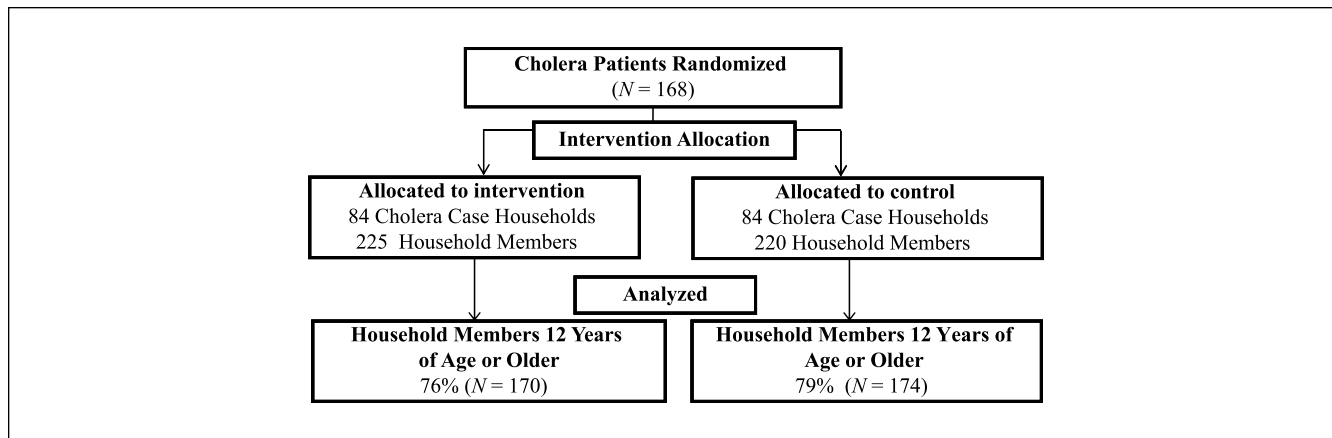 Cholera Patients Randomized
(N = 168)
Intervention Allocation
Allocated to intervention
84 Cholera Case Households
225 Household Members
Allocated to control
84 Cholera Case Households
220 Household Members
Analyzed
Household Members 12 Years
of Age or Older
76% (N = 170)
Household Members 12 Years of
Age or Older
79% (N = 174)